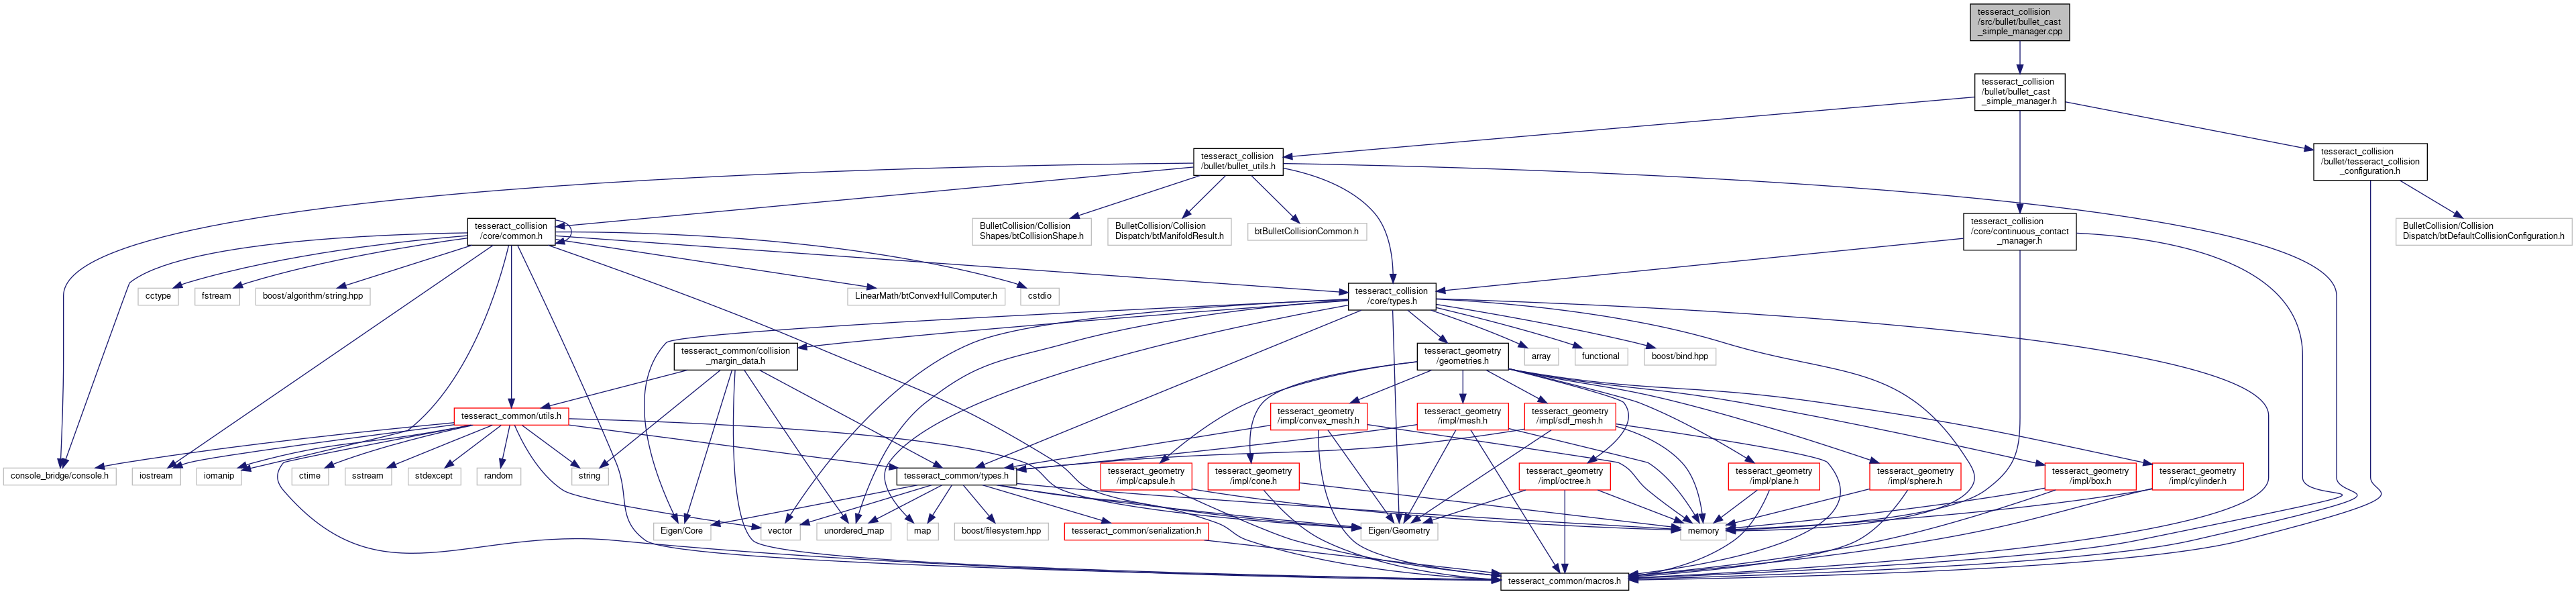 tesseract_collision
/src/bullet/bullet_cast
_simple_manager.cpp
tesseract_collision
/bullet/bullet_cast
_simple_manager.h
tesseract_collision
/bullet/bullet_utils.h
tesseract_collision
/bullet/tesseract_collision
_configuration.h
tesseract_collision
/core/common.h
BulletCollision/Collision
Shapes/btCollisionShape.h
BulletCollision/Collision
Dispatch/btManifoldResult.h
btBulletCollisionCommon.h
tesseract_collision
/core/continuous_contact
_manager.h
BulletCollision/Collision
Dispatch/btDefaultCollisionConfiguration.h
cctype
fstream
boost/algorithm/string.hpp
LinearMath/btConvexHullComputer.h
cstdio
tesseract_collision
/core/types.h
tesseract_common/collision
_margin_data.h
tesseract_geometry
/geometries.h
array
functional
boost/bind.hpp
tesseract_common/utils.h
tesseract_geometry
/impl/convex_mesh.h
tesseract_geometry
/impl/mesh.h
tesseract_geometry
/impl/sdf_mesh.h
console_bridge/console.h
iostream
iomanip
ctime
sstream
stdexcept
random
string
tesseract_common/types.h
tesseract_geometry
/impl/capsule.h
tesseract_geometry
/impl/cone.h
tesseract_geometry
/impl/octree.h
tesseract_geometry
/impl/plane.h
tesseract_geometry
/impl/sphere.h
tesseract_geometry
/impl/box.h
tesseract_geometry
/impl/cylinder.h
Eigen/Core
vector
unordered_map
map
boost/filesystem.hpp
tesseract_common/serialization.h
Eigen/Geometry
memory
tesseract_common/macros.h